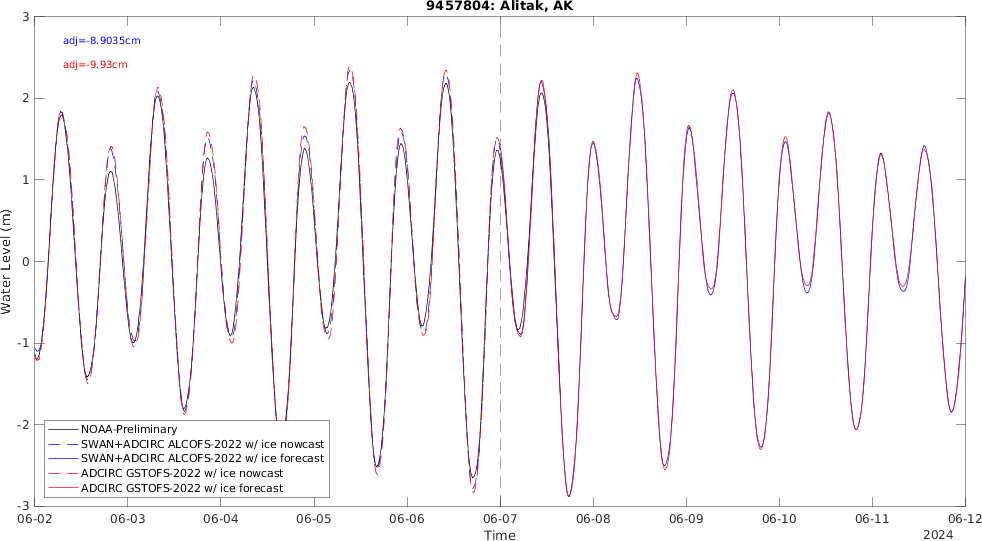 9457804: Alitak, AK
adj=-8.9035cm
adj=-9.93cm
3
2
1
0
-1
-2
-3
Water Level (m)
NOAA-Preliminary
SWAN+ADCIRC ALCOFS-2022 w/ ice nowcast
SWAN+ADCIRC ALCOFS-2022 w/ ice forecast
ADCIRC GSTOFS-2022 w/ ice nowcast
ADCIRC GSTOFS-2022 w/ ice forecast
06-02 06-03 06-04 06-05 06-06 06-07 06-08 06-09 06-10 06-11 06-12
Time
2024